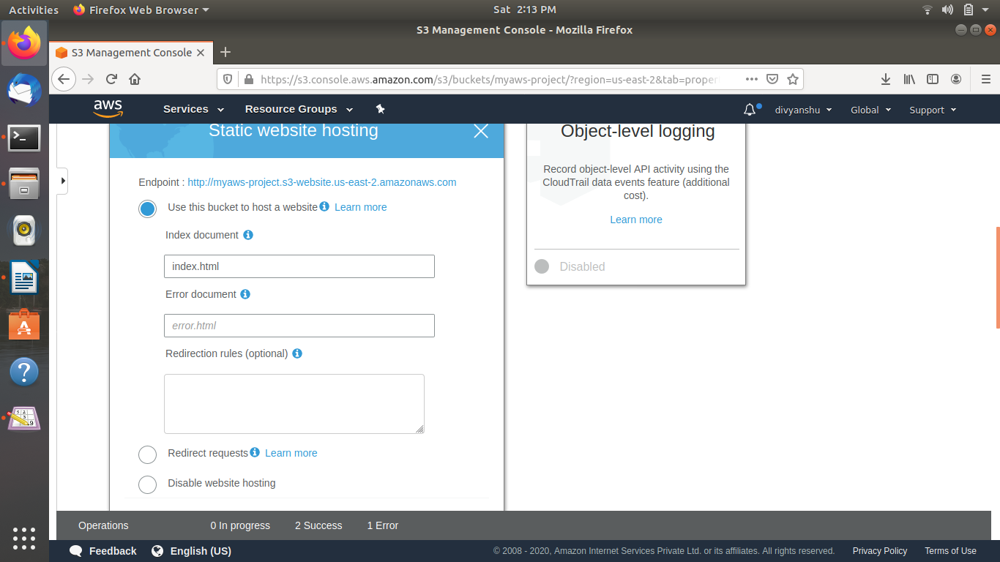 Activities Firefox Web Browser Sat 2:13 PM
S3 Management Console - Mozilla Firefox
S3 Management Console
https://s3.console.aws.amazon.com/s3/buckets/myaws-project/?region=us-east-2&tab=proper
aws Services Resource Groups divyanshu Global Support
Static website hosting
Endpoint : http://myaws-project.s3-website.us-east-2.amazonaws.com
Use this bucket to host a website Learn more
Index document
index.html
Error document
error.html
Redirection rules (optional)
Redirect requests Learn more
Disable website hosting
Object-level logging
Record object-level API activity using the
CloudTrail data events feature (additional
cost).
Learn more
Disabled
Operations 0 In progress 2 Success 1 Error
Feedback English (US) © 2008 - 2020, Amazon Internet Services Private Ltd. or its affiliates. All rights reserved. Privacy Policy Terms of Use